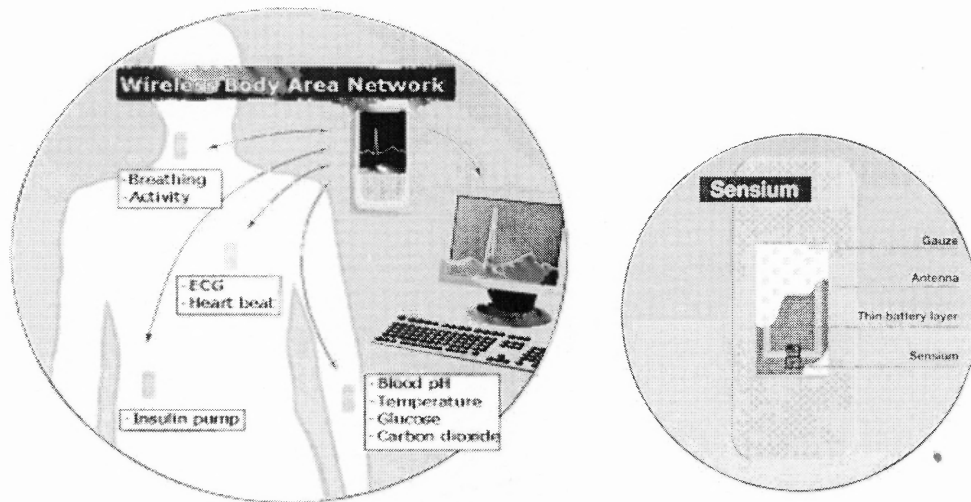 Wireless Body Area Network
- Breathing
- Activity
- ECG
- Heart beat
- Insulin pump
- Blood pH
- Temperature
- Glucose
- Carbon dioxide
Sensium
Gauze
Antenna
Thin battery layer
Sensium